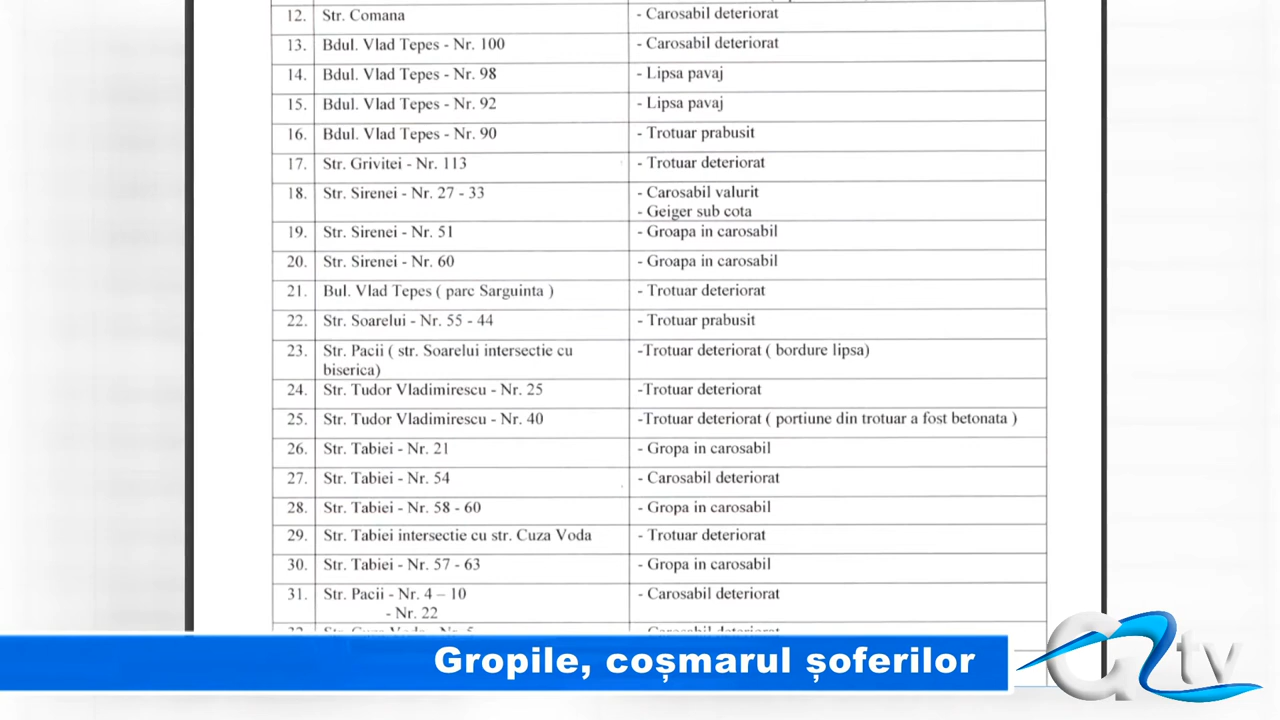 12. Str. Comana - Carosabil deteriorat
13. Bdul. Vlad Tepes - Nr. 100 - Carosabil deteriorat
14. Bdul. Vlad Tepes - Nr. 98 - Lipsa pavaj
15. Bdul. Vlad Tepes - Nr. 92 - Lipsa pavaj
16. Bdul. Vlad Tepes - Nr. 90 - Trotuar prabusit
17. Str. Grivitei - Nr. 113 - Trotuar deteriorat
18. Str. Sirenei - Nr. 27 - 33 - Carosabil valurit
- Geiger sub cota
19. Str. Sirenei - Nr. 51 - Groapa in carosabil
20. Str. Sirenei - Nr. 60 - Groapa in carosabil
21. Bul. Vlad Tepes ( parc Sarguinta ) - Trotuar deteriorat
22. Str. Soarelui - Nr. 55 - 44 - Trotuar prabusit
23. Str. Pacii ( str. Soarelui intersectie cu -Trotuar deteriorat ( bordure lipsa)
biserica)
24. Str. Tudor Vladimirescu - Nr. 25 -Trotuar deteriorat
25. Str. Tudor Vladimirescu - Nr. 40 -Trotuar deteriorat ( portiune din trotuar a fost betonata )
26. Str. Tabiei - Nr. 21 - Gropa in carosabil
27. Str. Tabiei - Nr. 54 - Carosabil deteriorat
28. Str. Tabiei - Nr. 58 - 60 - Gropa in carosabil
29. Str. Tabiei intersectie cu str. Cuza Voda - Trotuar deteriorat
30. Str. Tabiei - Nr. 57 - 63 - Gropa in carosabil
31. Str. Pacii - Nr. 4 – 10 - Carosabil deteriorat
- Nr. 22
Gropile, coșmarul șoferilor
G2 tv